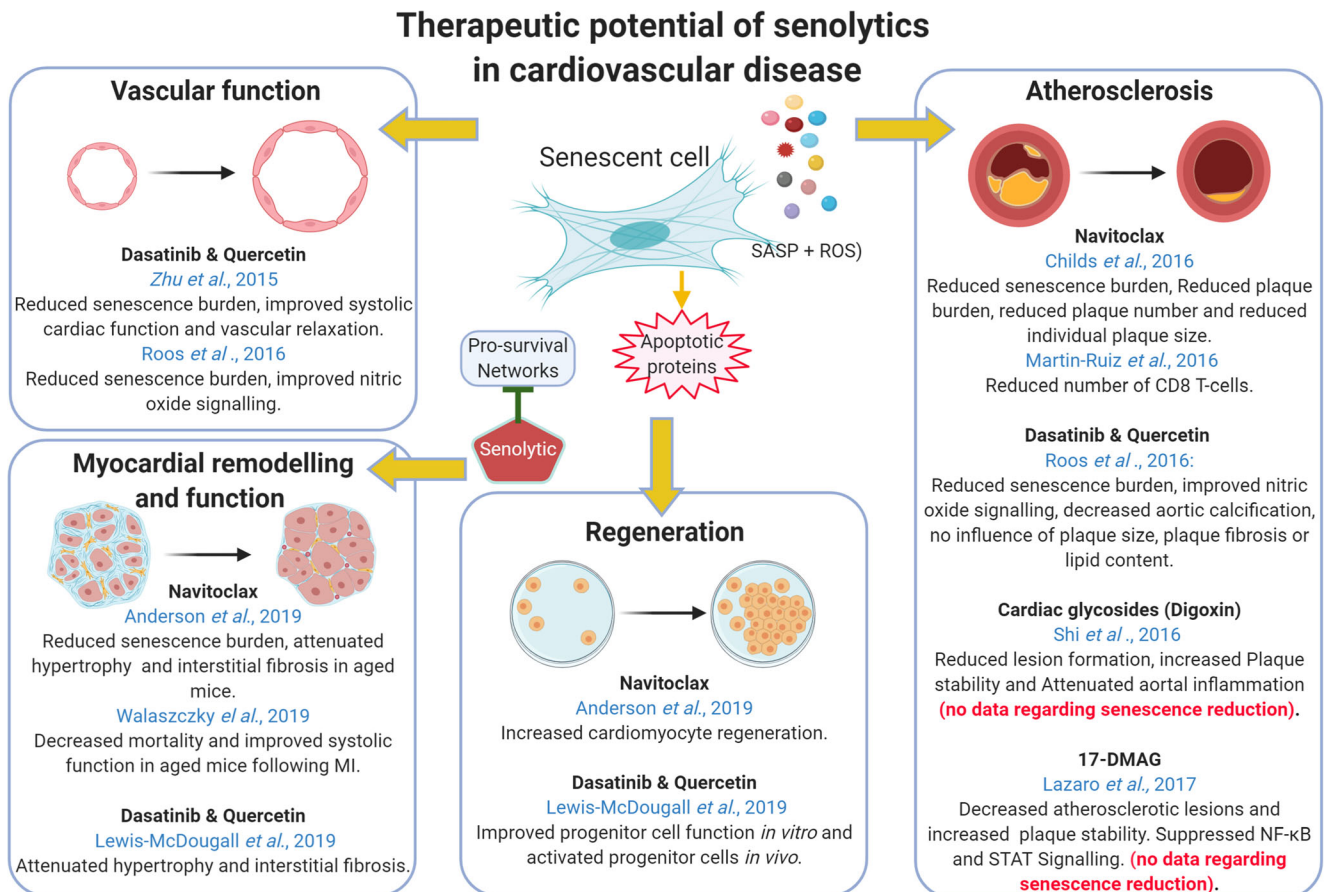 Therapeutic potential of senolytics
in cardiovascular disease
Vascular function
Dasatinib & Quercetin
Zhu et al., 2015
Reduced senescence burden, improved systolic
cardiac function and vascular relaxation.
Roos et al ., 2016
Reduced senescence burden, improved nitric
oxide signalling.
Myocardial remodelling
and function
Navitoclax
Anderson et al., 2019
Reduced senescence burden, attenuated
hypertrophy and interstitial fibrosis in aged
mice.
Walaszczky el al., 2019
Decreased mortality and improved systolic
function in aged mice following MI.
Dasatinib & Quercetin
Lewis-McDougall et al., 2019
Attenuated hypertrophy and interstitial fibrosis.
Senescent cell
SASP + ROS)
Apoptotic
proteins
Pro-survival
Networks
Senolytic
Regeneration
Navitoclax
Anderson et al., 2019
Increased cardiomyocyte regeneration.
Dasatinib & Quercetin
Lewis-McDougall et al., 2019
Improved progenitor cell function in vitro and
activated progenitor cells in vivo.
Atherosclerosis
Navitoclax
Childs et al., 2016
Reduced senescence burden, Reduced plaque
burden, reduced plaque number and reduced
individual plaque size.
Martin-Ruiz et al., 2016
Reduced number of CD8 T-cells.
Dasatinib & Quercetin
Roos et al ., 2016:
Reduced senescence burden, improved nitric
oxide signalling, decreased aortic calcification,
no influence of plaque size, plaque fibrosis or
lipid content.
Cardiac glycosides (Digoxin)
Shi et al ., 2016
Reduced lesion formation, increased Plaque
stability and Attenuated aortal inflammation
(no data regarding senescence reduction).
17-DMAG
Lazaro et al., 2017
Decreased atherosclerotic lesions and
increased plaque stability. Suppressed NF-κB
and STAT Signalling. (no data regarding
senescence reduction).